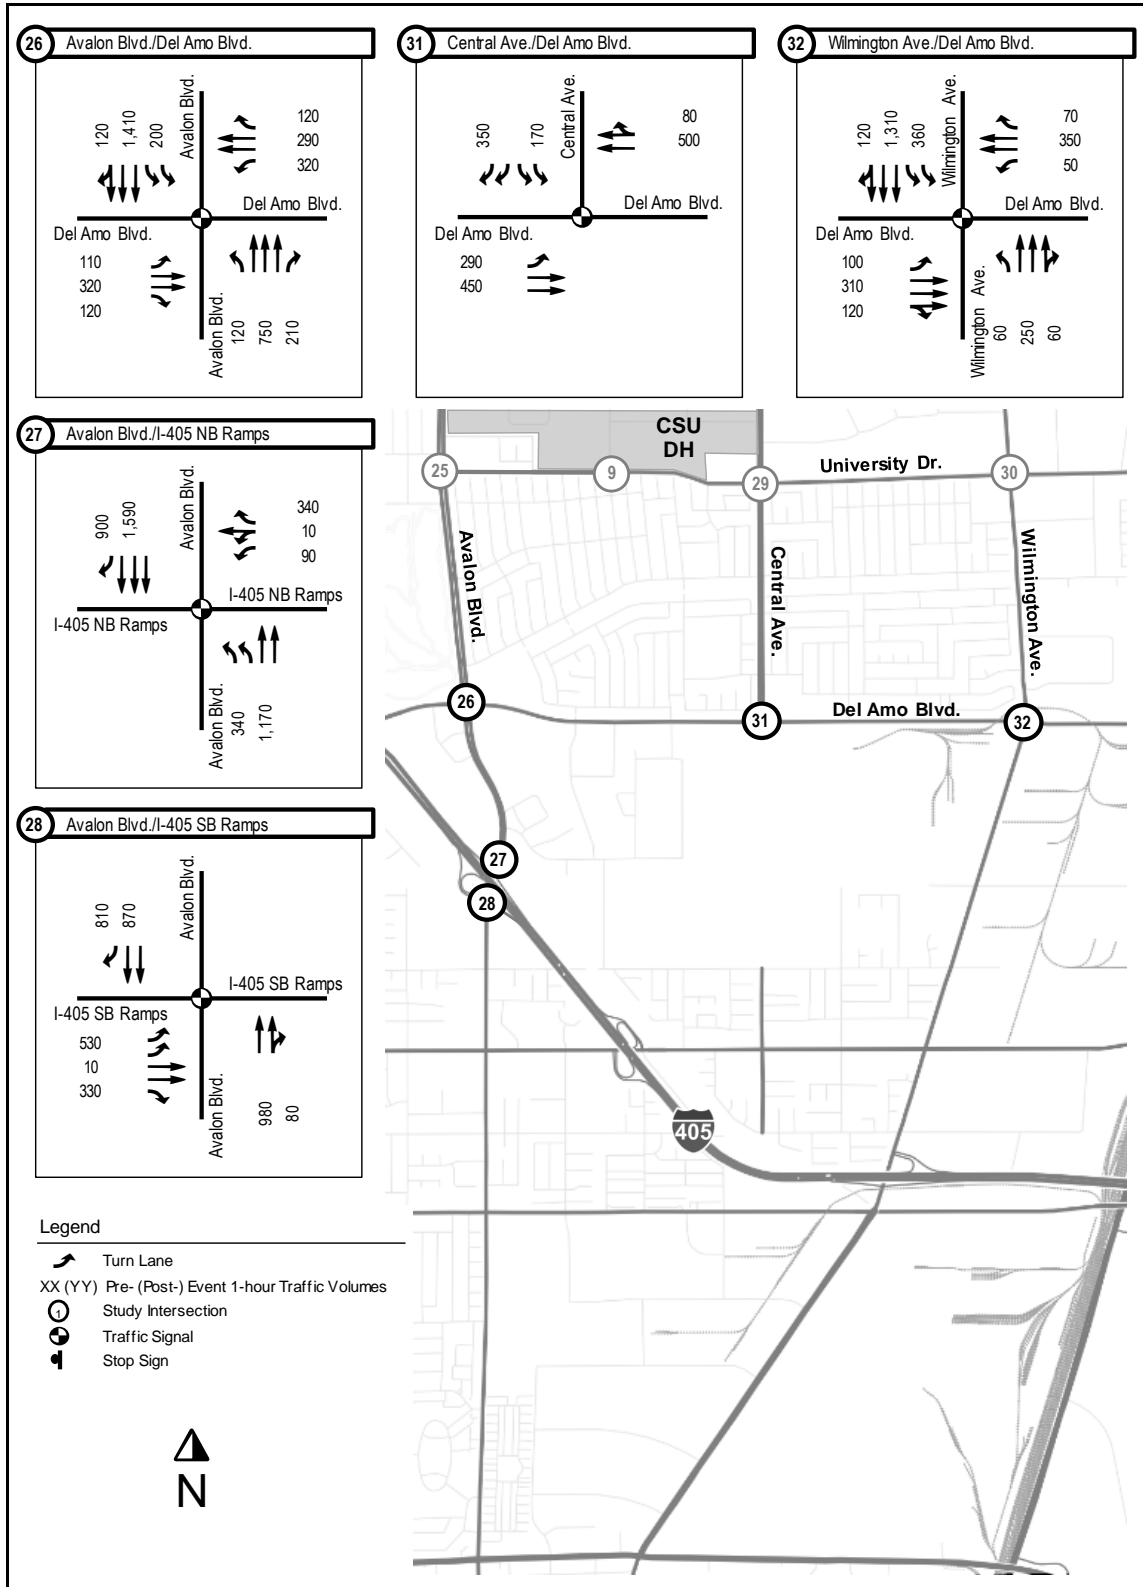 26 Avalon Blvd./Del Amo Blvd.
120
1,410
200
Avalon Blvd.
120
290
320
Del Amo Blvd.
Del Amo Blvd.
110
320
120
Avalon Blvd.
120
750
210
31 Central Ave./Del Amo Blvd.
350
170
Central Ave.
80
500
Del Amo Blvd.
Del Amo Blvd.
290
450
32 Wilmington Ave./Del Amo Blvd.
120
1,310
360
Wilmington Ave.
70
350
50
Del Amo Blvd.
Del Amo Blvd.
100
310
120
Wilmington Ave.
60
250
60
27 Avalon Blvd./I-405 NB Ramps
900
1,590
Avalon Blvd.
340
10
90
I-405 NB Ramps
I-405 NB Ramps
Avalon Blvd.
340
1,170
28 Avalon Blvd./I-405 SB Ramps
810
870
Avalon Blvd.
I-405 SB Ramps
I-405 SB Ramps
530
10
330
Avalon Blvd.
980
80
CSU
DH
25
9
29
University Dr.
30
Avalon Blvd.
Central Ave.
Wilmington Ave.
26
31
Del Amo Blvd.
32
27
28
405
Legend
Turn Lane
XX (YY) Pre- (Post-) Event 1-hour Traffic Volumes
1 Study Intersection
Traffic Signal
Stop Sign
N